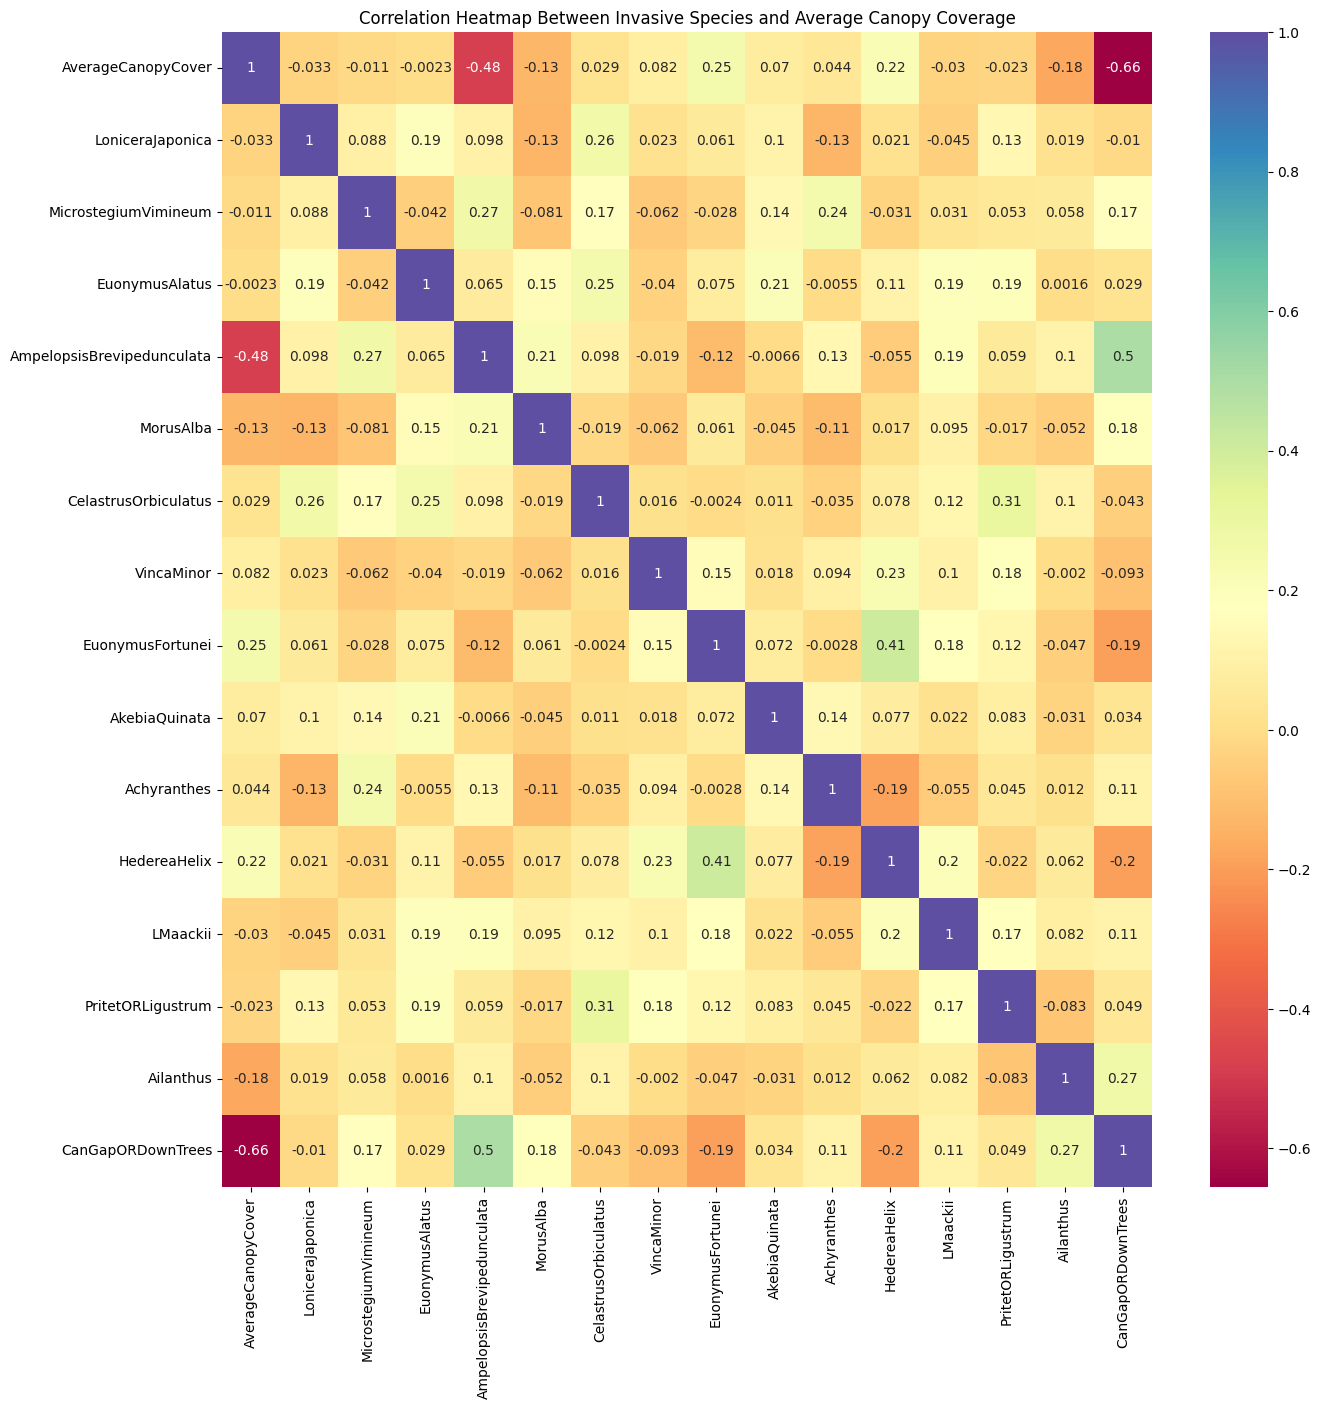 Correlation Heatmap Between Invasive Species and Average Canopy Coverage
AverageCanopyCover 1 -0.033 -0.011 -0.0023 -0.48 -0.13 0.029 0.082 0.25 0.07 0.044 0.22 -0.03 -0.023 -0.18 -0.66
LoniceraJaponica -0.033 1 0.088 0.19 0.098 -0.13 0.26 0.023 0.061 0.1 -0.13 0.021 -0.045 0.13 0.019 -0.01
MicrostegiumVimineum -0.011 0.088 1 -0.042 0.27 -0.081 0.17 -0.062 -0.028 0.14 0.24 -0.031 0.031 0.053 0.058 0.17
EuonymusAlatus -0.0023 0.19 -0.042 1 0.065 0.15 0.25 -0.04 0.075 0.21 -0.0055 0.11 0.19 0.19 0.0016 0.029
AmpelopsisBrevipedunculata -0.48 0.098 0.27 0.065 1 0.21 0.098 -0.019 -0.12 -0.0066 0.13 -0.055 0.19 0.059 0.1 0.5
MorusAlba -0.13 -0.13 -0.081 0.15 0.21 1 -0.019 -0.062 0.061 -0.045 -0.11 0.017 0.095 -0.017 -0.052 0.18
CelastrusOrbiculatus 0.029 0.26 0.17 0.25 0.098 -0.019 1 0.016 -0.0024 0.011 -0.035 0.078 0.12 0.31 0.1 -0.043
VincaMinor 0.082 0.023 -0.062 -0.04 -0.019 -0.062 0.016 1 0.15 0.018 0.094 0.23 0.1 0.18 -0.002 -0.093
EuonymusFortunei 0.25 0.061 -0.028 0.075 -0.12 0.061 -0.0024 0.15 1 0.072 -0.0028 0.41 0.18 0.12 -0.047 -0.19
AkebiaQuinata 0.07 0.1 0.14 0.21 -0.0066 -0.045 0.011 0.018 0.072 1 0.14 0.077 0.022 0.083 -0.031 0.034
Achyranthes 0.044 -0.13 0.24 -0.0055 0.13 -0.11 -0.035 0.094 -0.0028 0.14 1 -0.19 -0.055 0.045 0.012 0.11
HedereaHelix 0.22 0.021 -0.031 0.11 -0.055 0.017 0.078 0.23 0.41 0.077 -0.19 1 0.2 -0.022 0.062 -0.2
LMaackii -0.03 -0.045 0.031 0.19 0.19 0.095 0.12 0.1 0.18 0.022 -0.055 0.2 1 0.17 0.082 0.11
PritetORLigustrum -0.023 0.13 0.053 0.19 0.059 -0.017 0.31 0.18 0.12 0.083 0.045 -0.022 0.17 1 -0.083 0.049
Ailanthus -0.18 0.019 0.058 0.0016 0.1 -0.052 0.1 -0.002 -0.047 -0.031 0.012 0.062 0.082 -0.083 1 0.27
CanGapORDownTrees -0.66 -0.01 0.17 0.029 0.5 0.18 -0.043 -0.093 -0.19 0.034 0.11 -0.2 0.11 0.049 0.27 1
AverageCanopyCover
LoniceraJaponica
MicrostegiumVimineum
EuonymusAlatus
AmpelopsisBrevipedunculata
MorusAlba
CelastrusOrbiculatus
VincaMinor
EuonymusFortunei
AkebiaQuinata
Achyranthes
HedereaHelix
LMaackii
PritetORLigustrum
Ailanthus
CanGapORDownTrees
1.0
0.8
0.6
0.4
0.2
0.0
−0.2
−0.4
−0.6